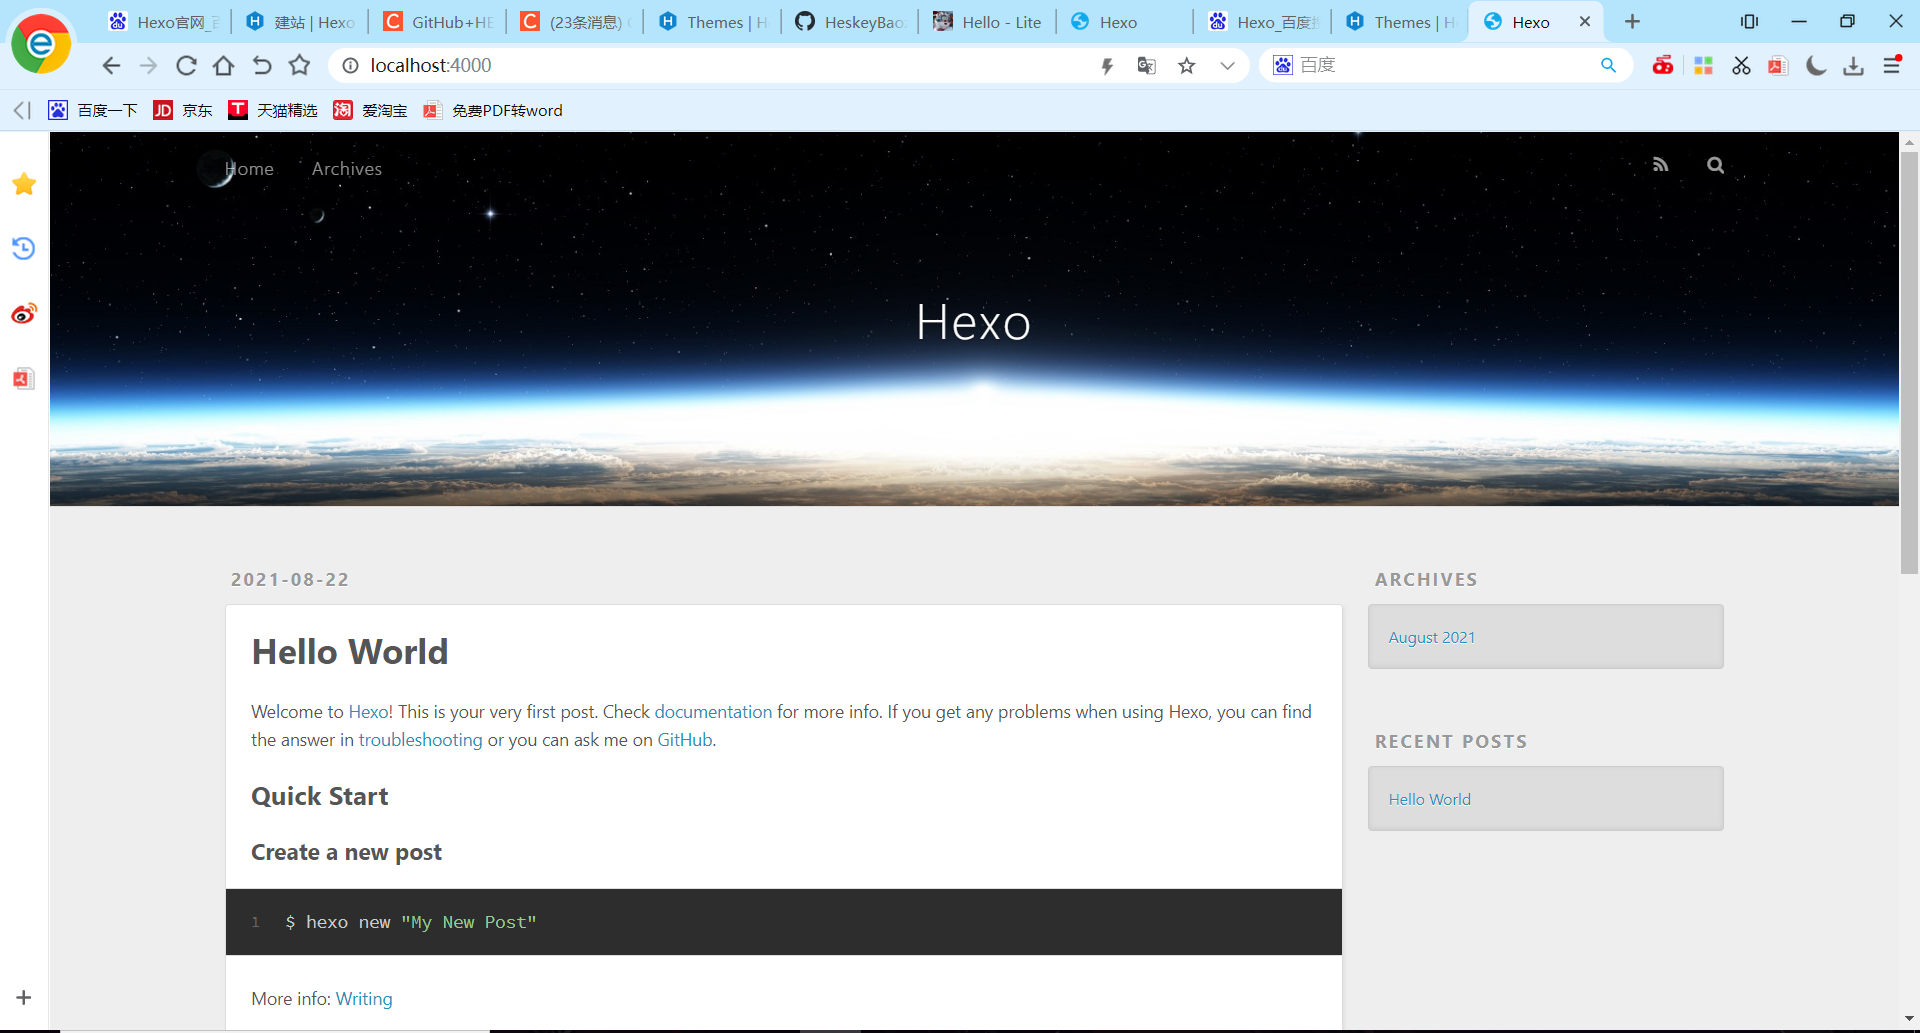 Hexo官网_百
建站 | Hexo
GitHub+HE
(23条消息)
Themes | H
HeskeyBao
Hello - Lite
Hexo
Hexo_百度搜
Themes | H
Hexo
localhost:4000
百度
百度一下
JD 京东
T 天猫精选
淘 爱淘宝
免费PDF转word
Home
Archives
Hexo
2021-08-22
Hello World
Welcome to Hexo! This is your very first post. Check documentation for more info. If you get any problems when using Hexo, you can find
the answer in troubleshooting or you can ask me on GitHub.
Quick Start
Create a new post
1 $ hexo new "My New Post"
More info: Writing
ARCHIVES
August 2021
RECENT POSTS
Hello World